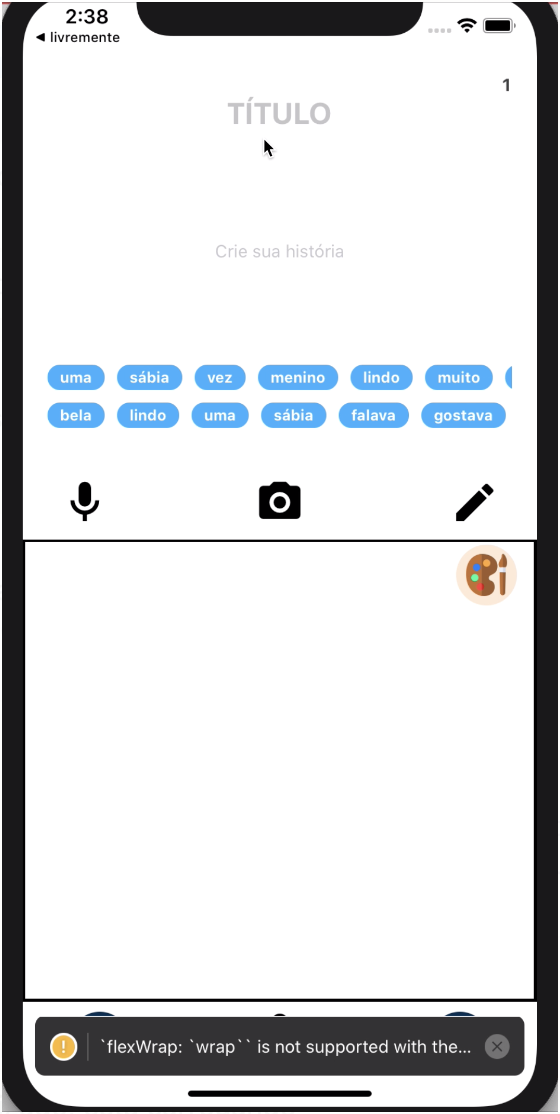 2:38
◀ livremente
1
TÍTULO
Crie sua história
uma sábia vez menino lindo muito
bela lindo uma sábia falava gostava
`flexWrap: `wrap`` is not supported with the...